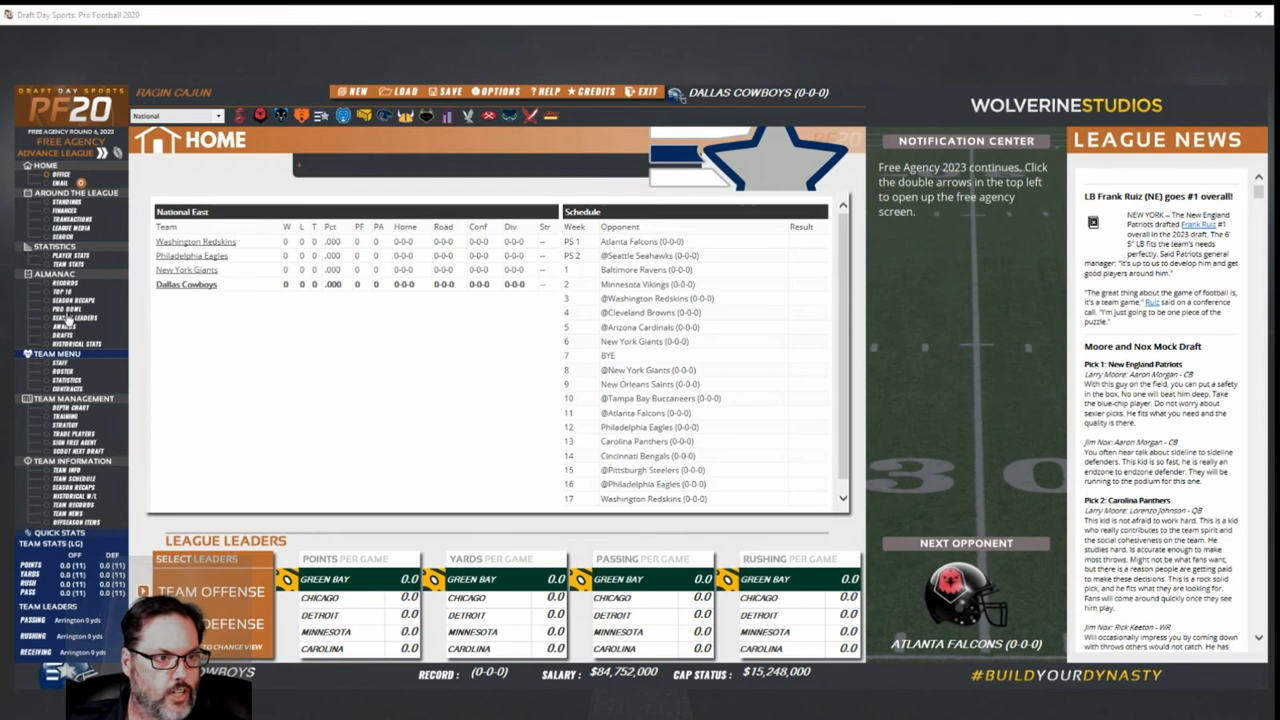 Draft Day Sports: Pro Football 2020
DRAFT DAY SPORTS
PF20
FREE AGENCY ROUND 6, 2023
FREE AGENCY
ADVANCE LEAGUE
HOME
OFFICE
EMAIL
AROUND THE LEAGUE
STANDINGS
FINANCES
TRANSACTIONS
LEAGUE MEDIA
SEARCH
STATISTICS
PLAYER STATS
TEAM STATS
ALMANAC
RECORDS
TOP 10
SEASON RECAPS
PRO BOWL
SEASON LEADERS
AWARDS
DRAFTS
HISTORICAL STATS
TEAM MENU
STAFF
ROSTER
STATISTICS
CONTRACTS
TEAM MANAGEMENT
DEPTH CHART
TRAINING
STRATEGY
TRADE PLAYERS
SIGN FREE AGENT
SCOUT NEXT DRAFT
TEAM INFORMATION
TEAM INFO
TEAM SCHEDULE
SEASON RECAPS
HISTORICAL W/L
TEAM RECORDS
TEAM NEWS
OFFSEASON ITEMS
QUICK STATS
TEAM STATS (LG)
OFF DEF
POINTS 0.0 (11) 0.0 (11)
YARDS 0.0 (11) 0.0 (11)
RUSH 0.0 (11) 0.0 (11)
PASS 0.0 (11) 0.0 (11)
TEAM LEADERS
PASSING Arrington 0 yds
RUSHING Arrington 0 yds
RECEIVING Arrington 0 yds
RAGIN CAJUN
NEW LOAD SAVE OPTIONS HELP CREDITS EXIT
DALLAS COWBOYS (0-0-0)
National
HOME
National East
Team W L T Pct PF PA Home Road Conf Div Str
Washington Redskins 0 0 0 .000 0 0 0-0-0 0-0-0 0-0-0 0-0-0 --
Philadelphia Eagles 0 0 0 .000 0 0 0-0-0 0-0-0 0-0-0 0-0-0 --
New York Giants 0 0 0 .000 0 0 0-0-0 0-0-0 0-0-0 0-0-0 --
Dallas Cowboys 0 0 0 .000 0 0 0-0-0 0-0-0 0-0-0 0-0-0 --
Schedule
Week Opponent Result
PS 1 Atlanta Falcons (0-0-0)
PS 2 @Seattle Seahawks (0-0-0)
1 Baltimore Ravens (0-0-0)
2 Minnesota Vikings (0-0-0)
3 @Washington Redskins (0-0-0)
4 @Cleveland Browns (0-0-0)
5 @Arizona Cardinals (0-0-0)
6 New York Giants (0-0-0)
7 BYE
8 @New York Giants (0-0-0)
9 New Orleans Saints (0-0-0)
10 @Tampa Bay Buccaneers (0-0-0)
11 @Atlanta Falcons (0-0-0)
12 Philadelphia Eagles (0-0-0)
13 Carolina Panthers (0-0-0)
14 Cincinnati Bengals (0-0-0)
15 @Pittsburgh Steelers (0-0-0)
16 @Philadelphia Eagles (0-0-0)
17 Washington Redskins (0-0-0)
LEAGUE LEADERS
SELECT LEADERS
TEAM OFFENSE
DEFENSE
TO CHANGE VIEW
POINTS PER GAME
GREEN BAY 0.0
CHICAGO 0.0
DETROIT 0.0
MINNESOTA 0.0
CAROLINA 0.0
YARDS PER GAME
GREEN BAY 0.0
CHICAGO 0.0
DETROIT 0.0
MINNESOTA 0.0
CAROLINA 0.0
PASSING PER GAME
GREEN BAY 0.0
CHICAGO 0.0
DETROIT 0.0
MINNESOTA 0.0
CAROLINA 0.0
RUSHING PER GAME
GREEN BAY 0.0
CHICAGO 0.0
DETROIT 0.0
MINNESOTA 0.0
CAROLINA 0.0
COWBOYS
RECORD : (0-0-0) SALARY: $84,752,000 CAP STATUS : $15,248,000
WOLVERINESTUDIOS
NOTIFICATION CENTER
Free Agency 2023 continues. Click
the double arrows in the top left
to open up the free agency
screen.
30
NEXT OPPONENT
ATLANTA FALCONS (0-0-0)
LEAGUE NEWS
LB Frank Ruiz (NE) goes #1 overall!
NEW YORK -- The New England
Patriots drafted Frank Ruiz #1
overall in the 2023 draft. The 6'
5" LB fits the team's needs
perfectly. Said Patriots general
manager: "It's up to us to develop him and get
good players around him."
"The great thing about the game of football is,
it's a team game," Ruiz said on a conference
call. "I'm just going to be one piece of the
puzzle."
Moore and Nox Mock Draft
Pick 1: New England Patriots
Larry Moore: Aaron Morgan - CB
With this guy on the field, you can put a safety
in the box. No one will beat him deep. Take
the blue-chip player. Do not worry about
sexier picks. He fits what you need and the
quality is there.
Jim Nox: Aaron Morgan - CB
You often hear talk about sideline to sideline
defenders. This kid is so fast, he is really an
endzone to endzone defender. They will be
running to the podium for this one.
Pick 2: Carolina Panthers
Larry Moore: Lorenzo Johnson - QB
This kid is not afraid to work hard. This is a kid
who really contributes to the team spirit and
the social cohesiveness on the team. He
studies hard. Is accurate enough to make
most throws. Might not be what fans want,
but there is a reason people are getting paid
to make these decisions. This is a rock solid
pick, and he fits what they are looking for.
Fans will come around quickly once they see
him play.
Jim Nox: Rick Keeton - WR
Will occasionally impress you by coming down
with throws others would not catch. He has
#BUILDYOURDYNASTY